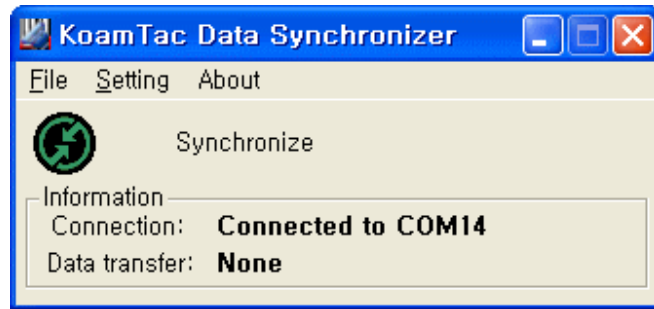 KoamTac Data Synchronizer
File Setting About
Synchronize
Information
Connection: Connected to COM14
Data transfer: None